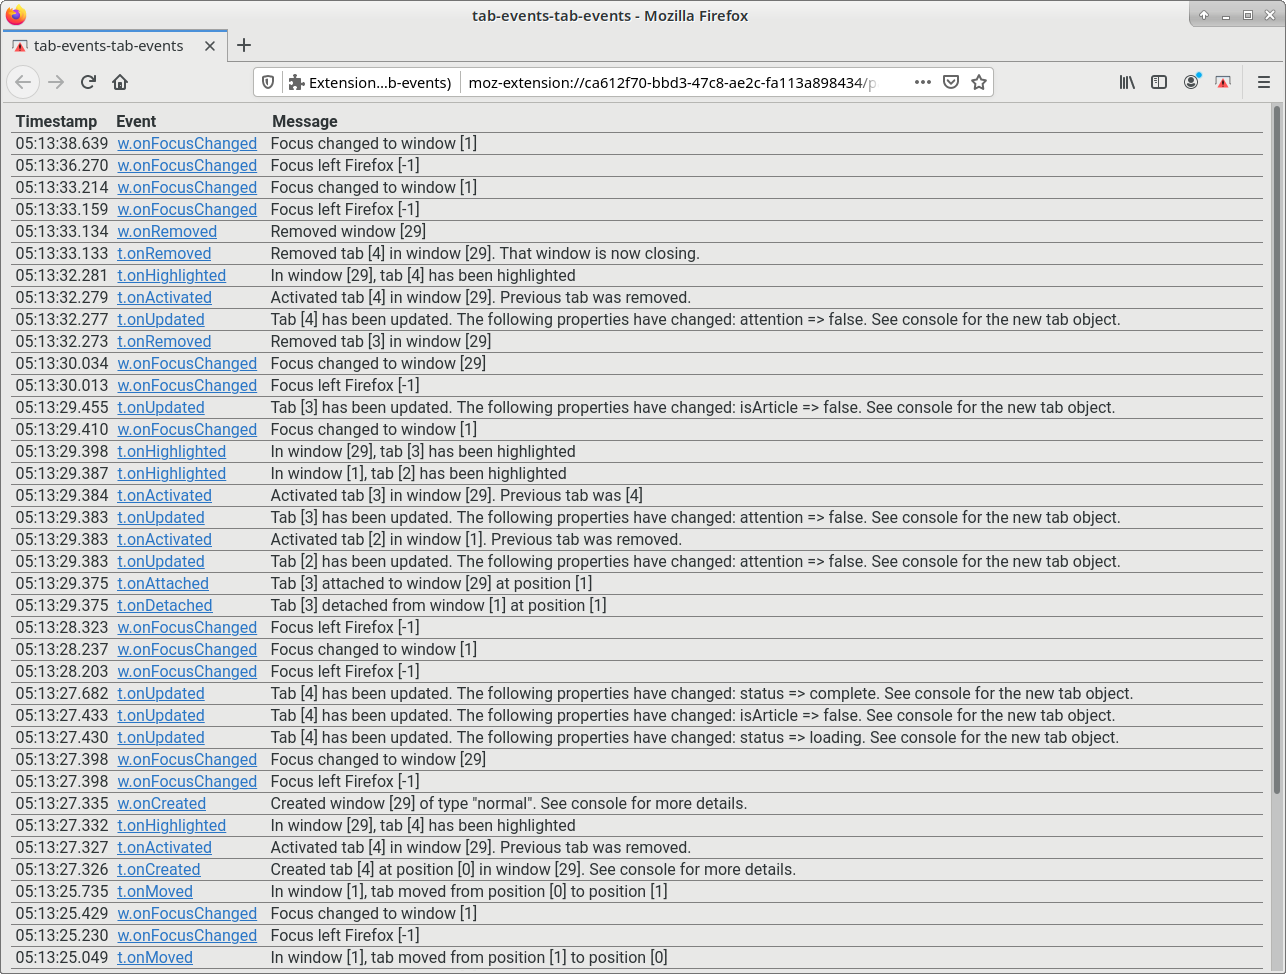 tab-events-tab-events - Mozilla Firefox
tab-events-tab-events
Extension...b-events) moz-extension://ca612f70-bbd3-47c8-ae2c-fa113a898434/p
Timestamp Event Message
05:13:38.639 w.onFocusChanged Focus changed to window [1]
05:13:36.270 w.onFocusChanged Focus left Firefox [-1]
05:13:33.214 w.onFocusChanged Focus changed to window [1]
05:13:33.159 w.onFocusChanged Focus left Firefox [-1]
05:13:33.134 w.onRemoved Removed window [29]
05:13:33.133 t.onRemoved Removed tab [4] in window [29]. That window is now closing.
05:13:32.281 t.onHighlighted In window [29], tab [4] has been highlighted
05:13:32.279 t.onActivated Activated tab [4] in window [29]. Previous tab was removed.
05:13:32.277 t.onUpdated Tab [4] has been updated. The following properties have changed: attention => false. See console for the new tab object.
05:13:32.273 t.onRemoved Removed tab [3] in window [29]
05:13:30.034 w.onFocusChanged Focus changed to window [29]
05:13:30.013 w.onFocusChanged Focus left Firefox [-1]
05:13:29.455 t.onUpdated Tab [3] has been updated. The following properties have changed: isArticle => false. See console for the new tab object.
05:13:29.410 w.onFocusChanged Focus changed to window [1]
05:13:29.398 t.onHighlighted In window [29], tab [3] has been highlighted
05:13:29.387 t.onHighlighted In window [1], tab [2] has been highlighted
05:13:29.384 t.onActivated Activated tab [3] in window [29]. Previous tab was [4]
05:13:29.383 t.onUpdated Tab [3] has been updated. The following properties have changed: attention => false. See console for the new tab object.
05:13:29.383 t.onActivated Activated tab [2] in window [1]. Previous tab was removed.
05:13:29.383 t.onUpdated Tab [2] has been updated. The following properties have changed: attention => false. See console for the new tab object.
05:13:29.375 t.onAttached Tab [3] attached to window [29] at position [1]
05:13:29.375 t.onDetached Tab [3] detached from window [1] at position [1]
05:13:28.323 w.onFocusChanged Focus left Firefox [-1]
05:13:28.237 w.onFocusChanged Focus changed to window [1]
05:13:28.203 w.onFocusChanged Focus left Firefox [-1]
05:13:27.682 t.onUpdated Tab [4] has been updated. The following properties have changed: status => complete. See console for the new tab object.
05:13:27.433 t.onUpdated Tab [4] has been updated. The following properties have changed: isArticle => false. See console for the new tab object.
05:13:27.430 t.onUpdated Tab [4] has been updated. The following properties have changed: status => loading. See console for the new tab object.
05:13:27.398 w.onFocusChanged Focus changed to window [29]
05:13:27.398 w.onFocusChanged Focus left Firefox [-1]
05:13:27.335 w.onCreated Created window [29] of type "normal". See console for more details.
05:13:27.332 t.onHighlighted In window [29], tab [4] has been highlighted
05:13:27.327 t.onActivated Activated tab [4] in window [29]. Previous tab was removed.
05:13:27.326 t.onCreated Created tab [4] at position [0] in window [29]. See console for more details.
05:13:25.735 t.onMoved In window [1], tab moved from position [0] to position [1]
05:13:25.429 w.onFocusChanged Focus changed to window [1]
05:13:25.230 w.onFocusChanged Focus left Firefox [-1]
05:13:25.049 t.onMoved In window [1], tab moved from position [1] to position [0]